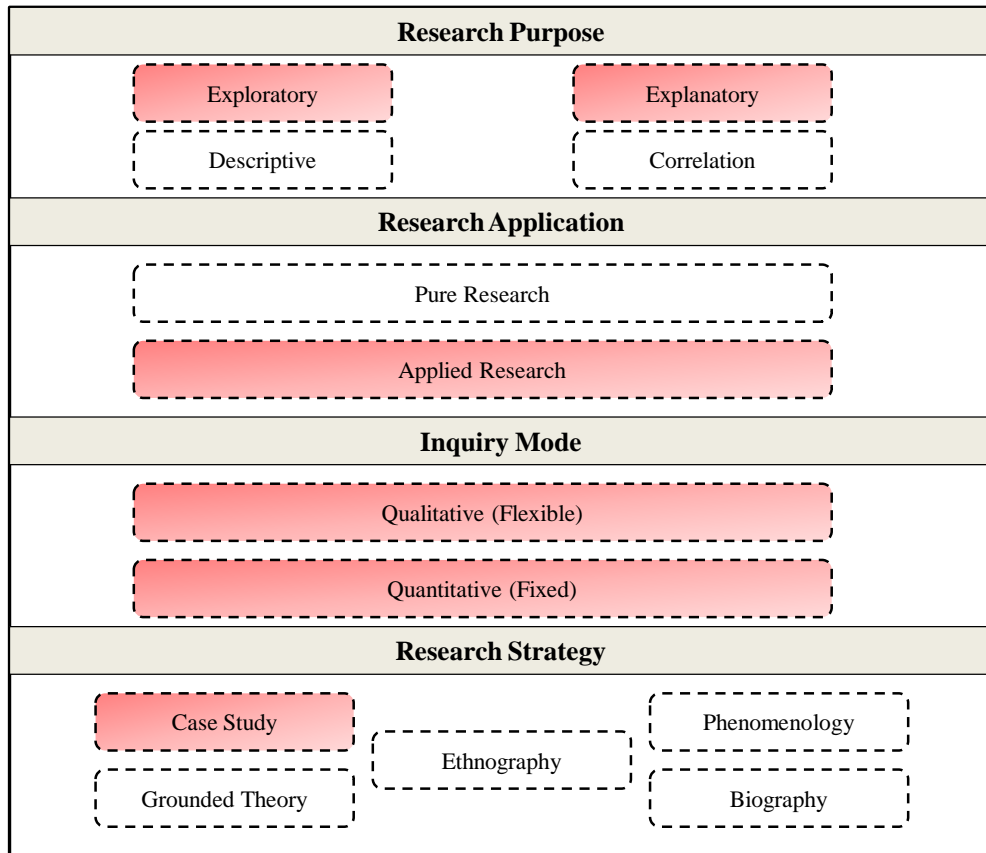 Research Purpose
Exploratory
Explanatory
Descriptive
Correlation
Research Application
Pure Research
Applied Research
Inquiry Mode
Qualitative (Flexible)
Quantitative (Fixed)
Research Strategy
Case Study
Phenomenology
Ethnography
Grounded Theory
Biography